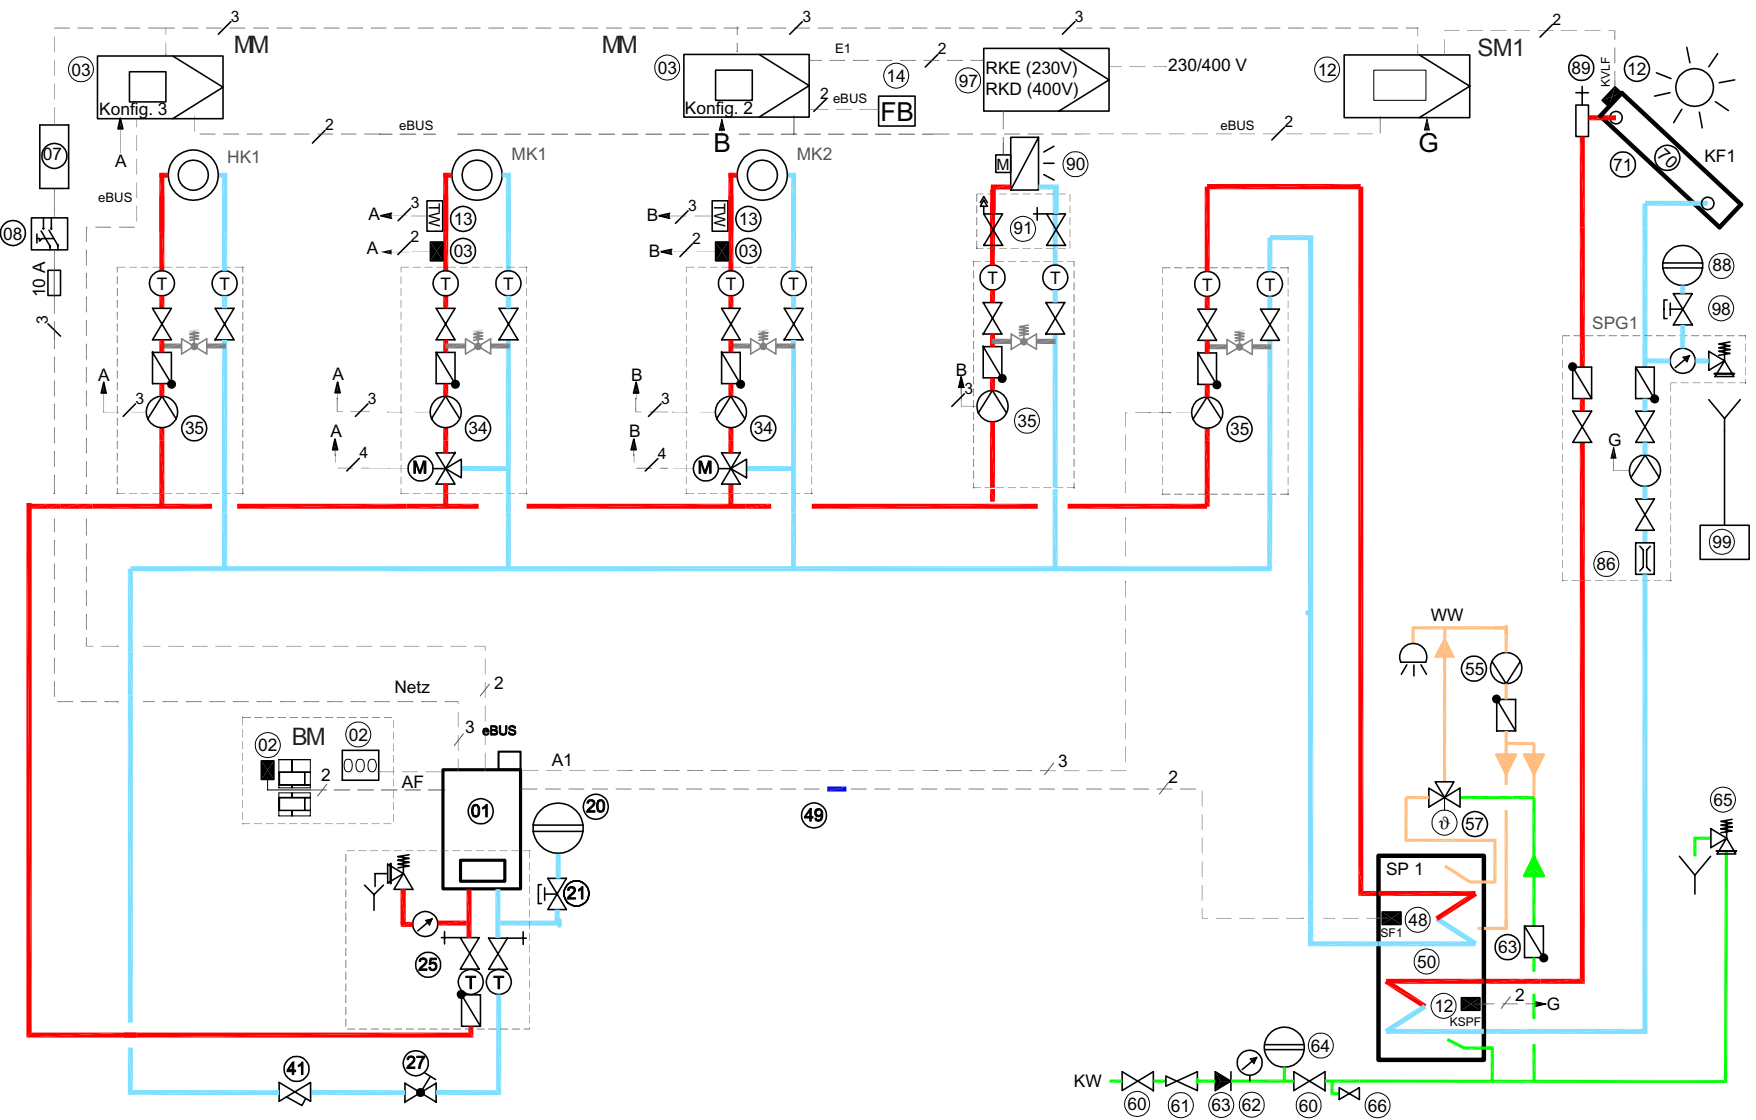 3
3
3
2
MM
MM
E1
2
SM1
03
Konfig. 3
A
03
Konfig. 2
B
2
eBUS
14
FB
97
RKE (230V)
RKD (400V)
230/400 V
12
G
89
KVLF
12
07
2
eBUS
eBUS
2
HK1
MK1
MK2
M
90
71
70
KF1
eBUS
08
10 A
3
A
3
13
A
2
03
B
3
13
B
2
03
91
T
T
T
T
T
T
T
T
T
T
88
98
SPG1
A
3
35
A
3
34
B
3
34
B
3
35
35
A
4
M
B
4
M
G
99
86
WW
55
Netz
2
3
eBUS
02
BM
02
000
2
AF
A1
3
2
01
20
49
21
ϑ
57
65
SP 1
48
SF1
50
63
25
T
T
12
KSPF
2
G
41
27
KW
60
61
63
62
64
60
66